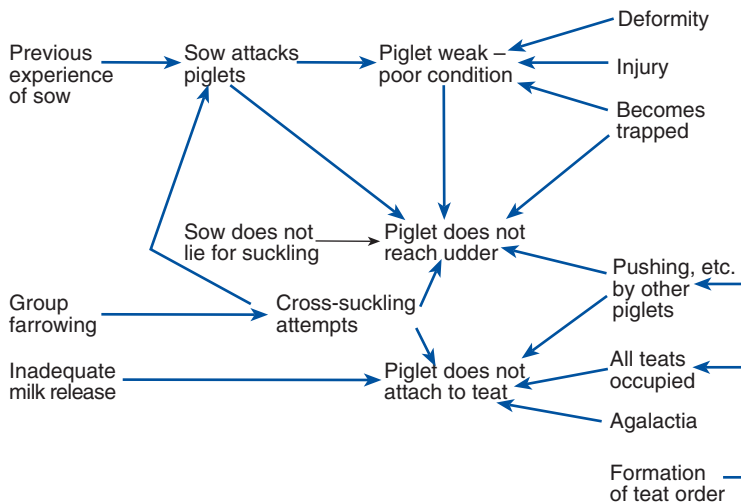 Deformity
Previous
experience
of sow
Sow attacks
piglets
Piglet weak –
poor condition
Injury
Becomes
trapped
Sow does not
lie for suckling
Piglet does not
reach udder
Pushing, etc.
by other
piglets
Group
farrowing
Cross-suckling
attempts
Inadequate
milk release
Piglet does not
attach to teat
All teats
occupied
Agalactia
Formation
of teat order